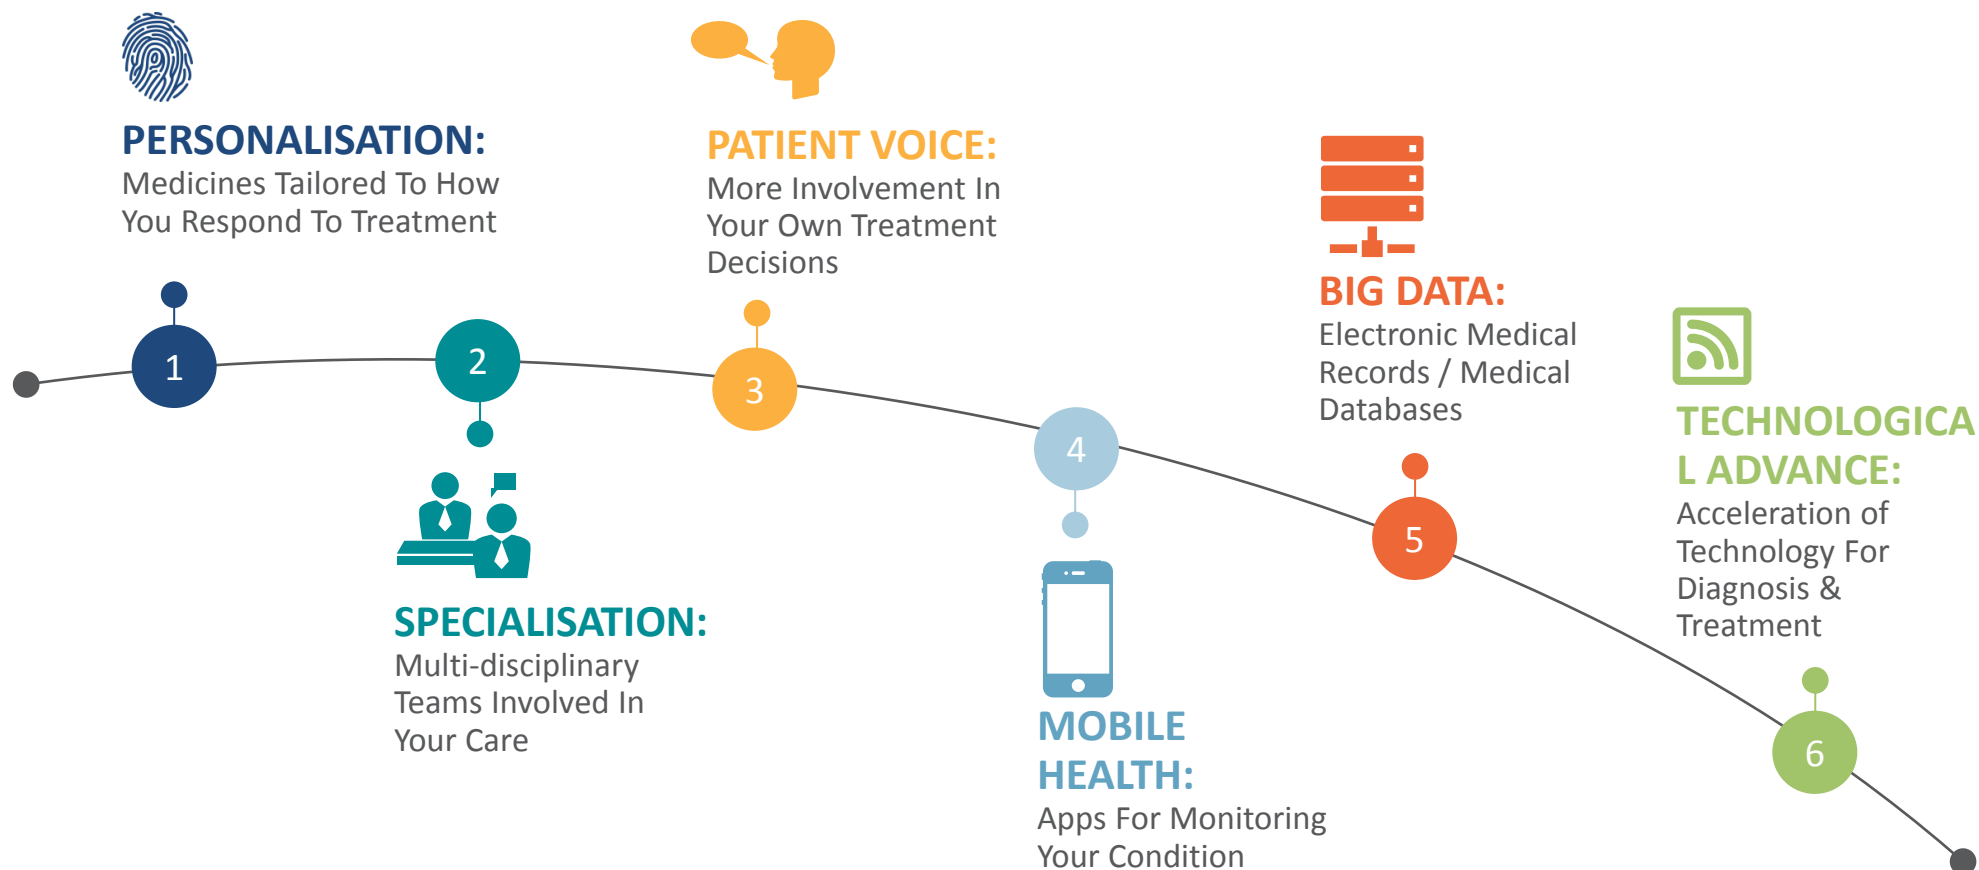 PERSONALISATION:
Medicines Tailored To How
You Respond To Treatment
1
2
SPECIALISATION:
Multi-disciplinary
Teams Involved In
Your Care
PATIENT VOICE:
More Involvement In
Your Own Treatment
Decisions
3
4
MOBILE
HEALTH:
Apps For Monitoring
Your Condition
BIG DATA:
Electronic Medical
Records / Medical
Databases
5
TECHNOLOGICA
L ADVANCE:
Acceleration of
Technology For
Diagnosis &
Treatment
6